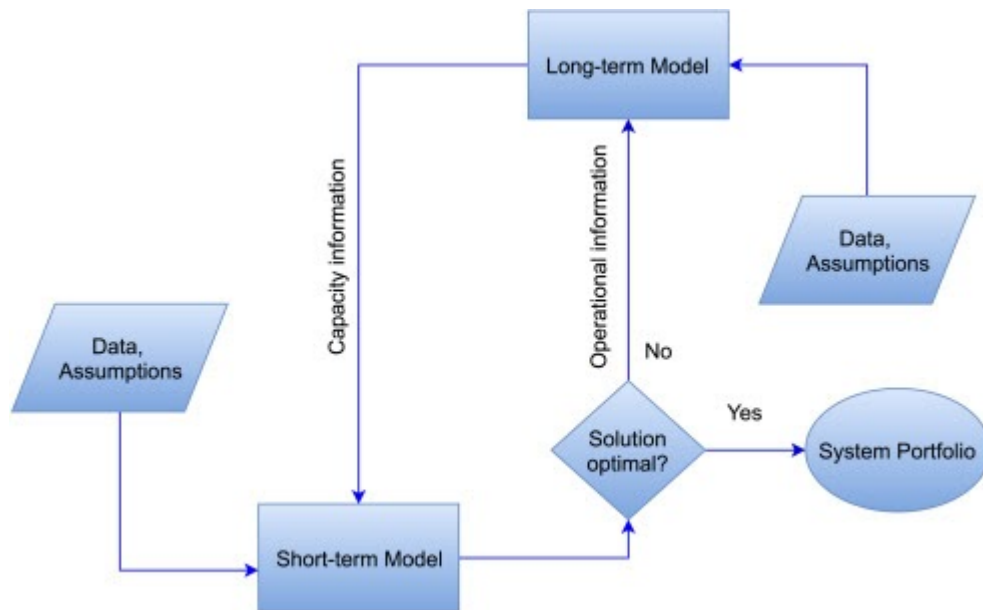 Long-term Model
Capacity information
Operational information
Data,
Assumptions
Data,
Assumptions
No
Yes
Solution
optimal?
System Portfolio
Short-term Model